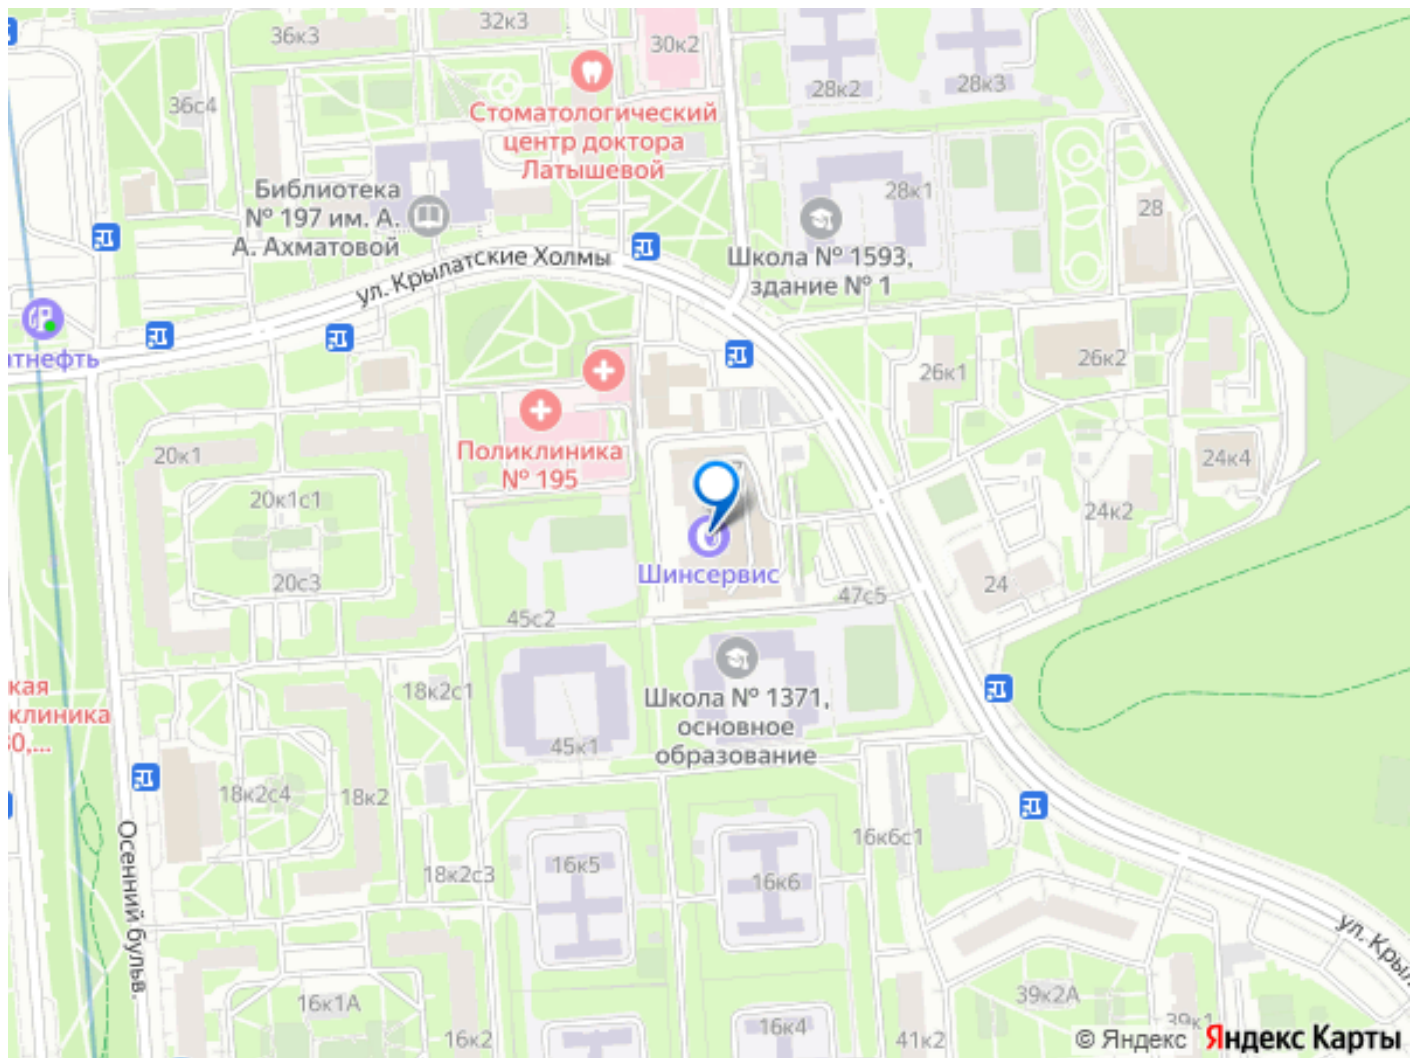 36к3
32к3
30к2
28к2
28к3
36с4
Стоматологический
центр доктора
Латышевой
Библиотека
№ 197 им. А.
А. Ахматовой
28к1
28
Школа № 1593,
здание № 1
ул. Крылатские Холмы
тнефть
26к1
26к2
20к1
Поликлиника
№ 195
24к4
20к1с1
24к2
Шинсервис
20с3
24
47с5
45с2
кая
клиника
18к2с1
Школа № 1371,
основное
образование
45к1
18к2с4
18к2
Осенний бульв.
16к6с1
18к2с3
16к5
16к6
ул. Крыл
16к1А
39к2А
39к1
16к2
16к4
41к2
© Яндекс Яндекс Карты